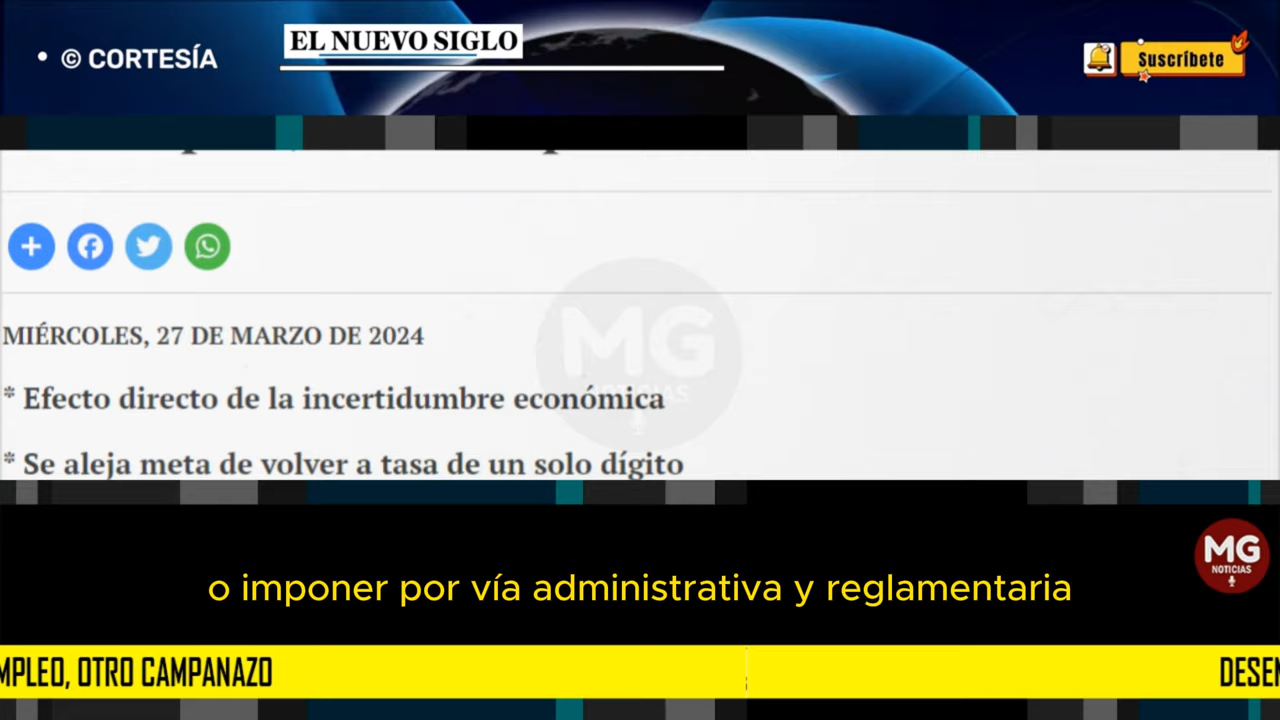 • © CORTESÍA
EL NUEVO SIGLO
Suscríbete
MIÉRCOLES, 27 DE MARZO DE 2024
* Efecto directo de la incertidumbre económica
* Se aleja meta de volver a tasa de un solo dígito
MG
NOTICIAS
o imponer por vía administrativa y reglamentaria
MG
NOTICIAS
MPLEO, OTRO CAMPANAZO
DESEM